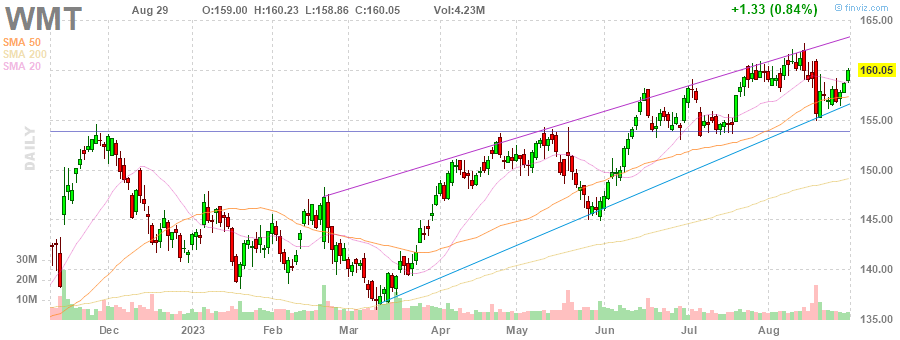 WMT
Aug 29 O:159.00 H:160.23 L:158.86 C:160.05 Vol:4.23M +1.33 (0.84%)
© finviz.com
SMA 50
SMA 200
SMA 20
DAILY
165.00
160.05
155.00
150.00
145.00
140.00
135.00
30M
20M
10M
Dec 2023 Feb Mar Apr May Jun Jul Aug